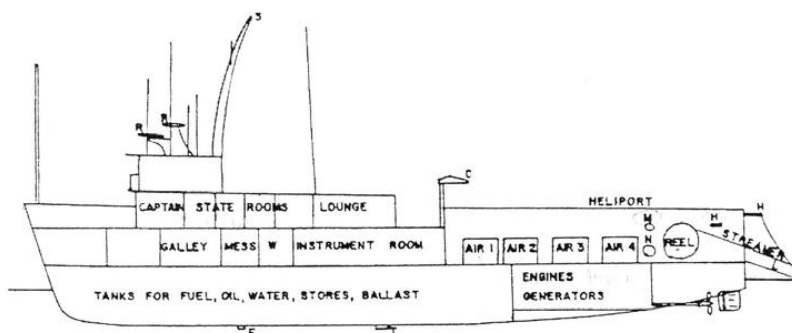 S
R
R
C
HELIPORT
CAPTAIN STATE ROOMS LOUNGE
M
H
H
GALLEY MESS W INSTRUMENT ROOM
AIR 1 AIR 2 AIR 3 AIR 4
N
REEL
STREAMER
TANKS FOR FUEL, OIL, WATER, STORES, BALLAST
ENGINES
GENERATORS